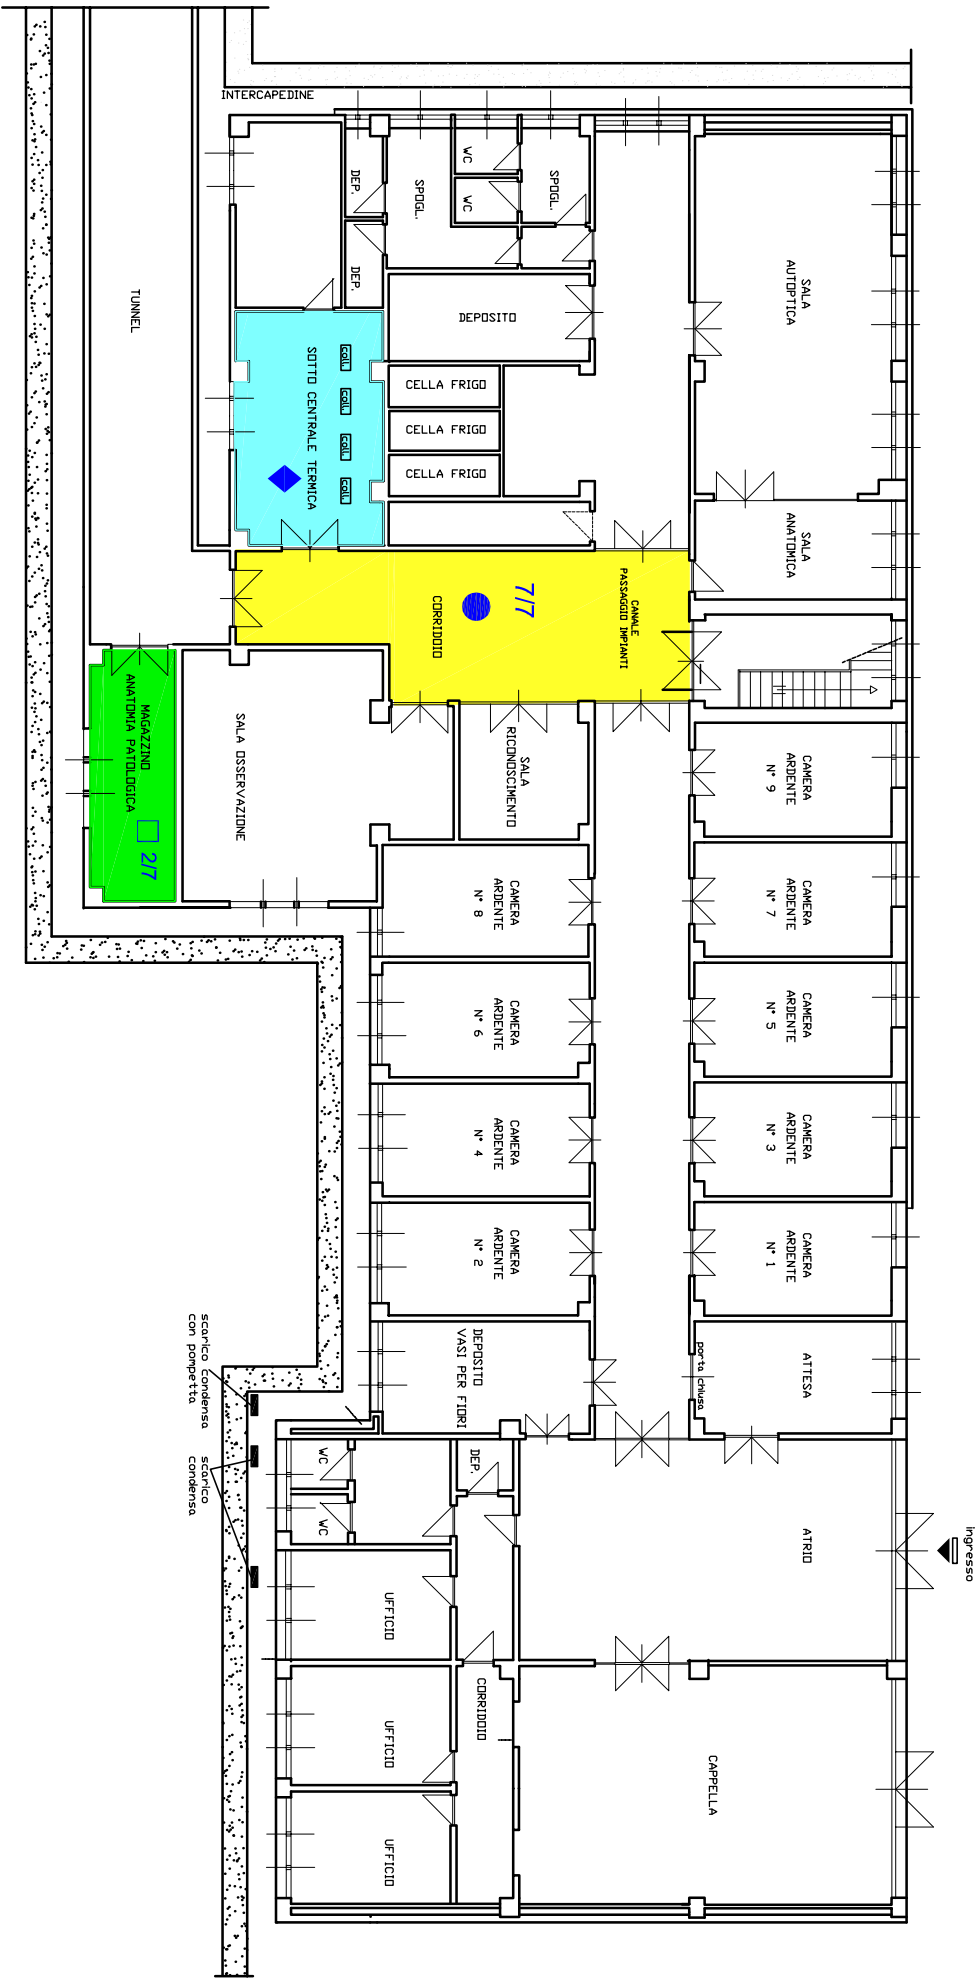 INTERCAPEDINE
TUNNEL
DEP.
DEP.
SPOGL.
WC
WC
SPOGL.
DEPOSITO
SALA
AUTOPTICA
SOTTO CENTRALE TERMICA
coll.
coll.
coll.
coll.
CELLA FRIGO
CELLA FRIGO
CELLA FRIGO
SALA
ANATOMICA
CORRIDOIO
7/7
CANALE
PASSAGGIO IMPIANTI
MAGAZZINO
ANATOMIA PATOLOGICA
2/7
SALA OSSERVAZIONE
SALA
RICONOSCIMENTO
CAMERA
ARDENTE
N° 9
CAMERA
ARDENTE
N° 8
CAMERA
ARDENTE
N° 7
CAMERA
ARDENTE
N° 6
CAMERA
ARDENTE
N° 5
CAMERA
ARDENTE
N° 4
CAMERA
ARDENTE
N° 3
CAMERA
ARDENTE
N° 2
CAMERA
ARDENTE
N° 1
DEPOSITO
VASI PER FIORI
porta chiusa
ATTESA
scarico condensa
con pompetta
scarico
condensa
WC
WC
DEP.
ATRIO
ingresso
UFFICIO
UFFICIO
UFFICIO
CORRIDOIO
CAPPELLA